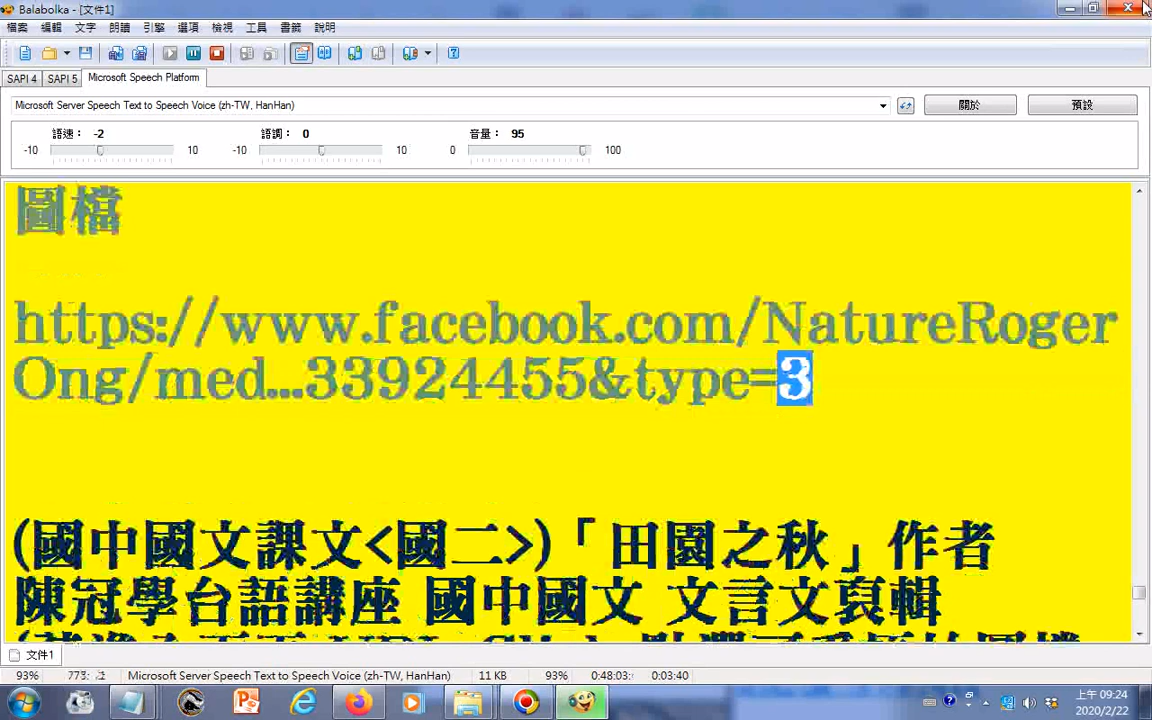 Balabolka - [文件1]
檔案 編輯 文字 朗讀 引擎 選項 檢視 工具 書籤 說明
SAPI 4 SAPI 5 Microsoft Speech Platform
Microsoft Server Speech Text to Speech Voice (zh-TW, HanHan) 關於 預設
語速： -2 語調： 0 音量： 95
-10 10 -10 10 0 100
圖檔
https://www.facebook.com/NatureRoger
Ong/med...33924455&type=3
(國中國文課文<國二>)「田園之秋」作者
陳冠學台語講座 國中國文 文言文裒輯
文件1
93% Microsoft Server Speech Text to Speech Voice (zh-TW, HanHan) 11 KB 93% 0:48:03 0:03:40
上午 09:24
2020/2/22